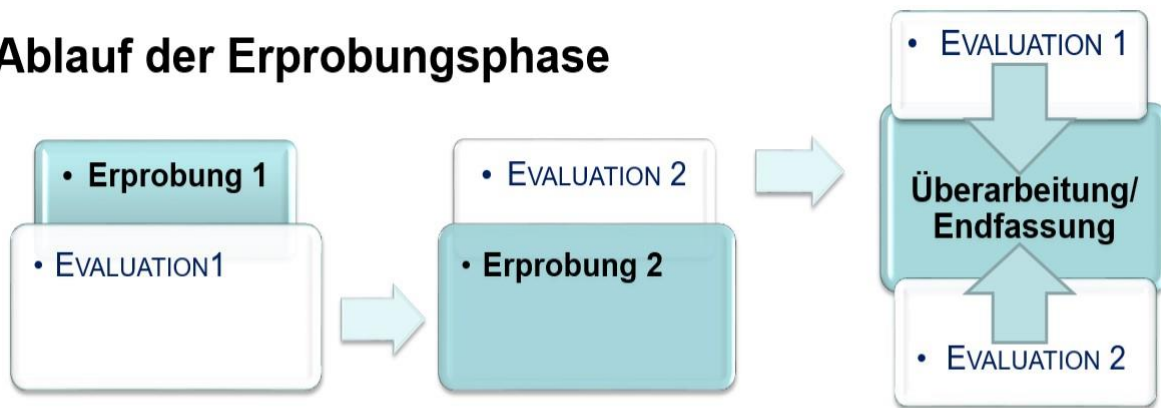 Ablauf der Erprobungsphase
• Erprobung 1
• EVALUATION1
• EVALUATION 2
• Erprobung 2
• EVALUATION 1
Überarbeitung/
Endfassung
• EVALUATION 2